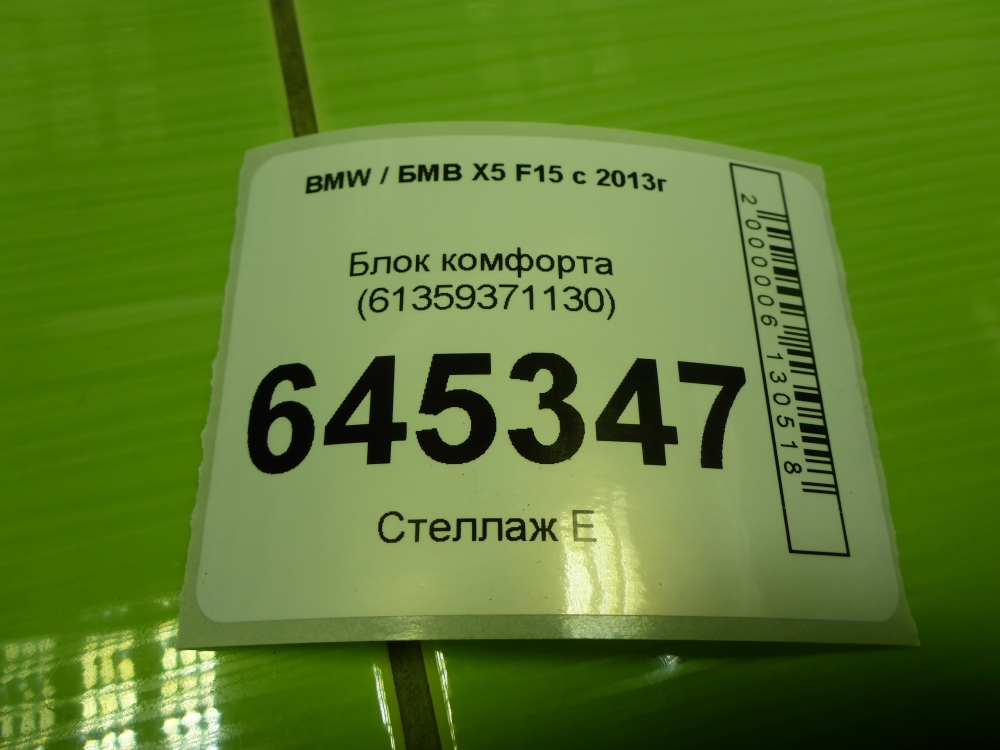 BMW / БМВ X5 F15 с 2013г
Блок комфорта
(61359371130)
645347
Стеллаж Е
2000006130518